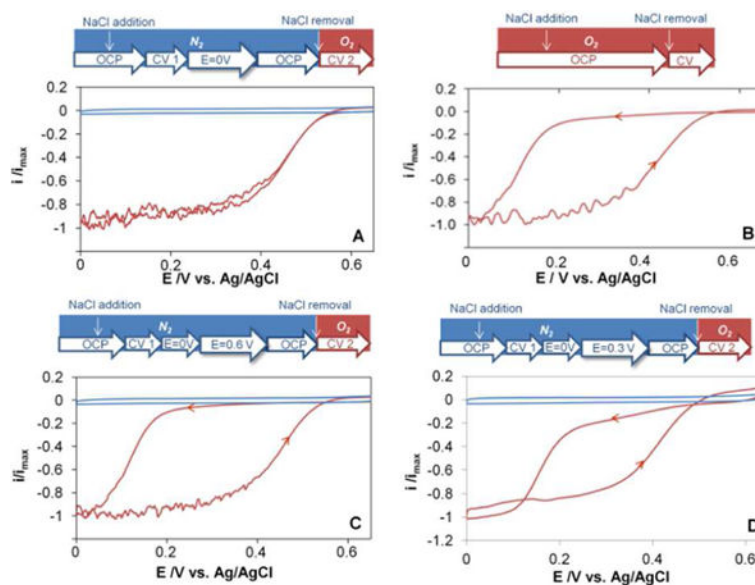 NaCl addition NaCl removal
N₂ O₂
OCP CV 1 E=0V OCP CV 2
0.2
0
-0.2
-0.4
-0.6
-0.8
-1
0 0.2 0.4 0.6
i/imax
A
E /V vs. Ag/AgCl
NaCl addition NaCl removal
O₂
OCP CV
0.2
0
-0.2
-0.4
-0.6
-0.8
-1.0
0 0.2 0.4 0.6
i /imax
B
E / V vs. Ag/AgCl
NaCl addition NaCl removal
N₂ O₂
OCP CV 1 E=0V E=0.6 V OCP CV 2
0.2
0
-0.2
-0.4
-0.6
-0.8
-1
0 0.2 0.4 0.6
i/imax
C
E /V vs. Ag/AgCl
NaCl addition NaCl removal
N₂ O₂
OCP CV 1 E=0V E=0.3 V OCP CV 2
0.2
0
-0.2
-0.4
-0.6
-0.8
-1
-1.2
0 0.2 0.4 0.6
i /imax
D
E /V vs. Ag/AgCl